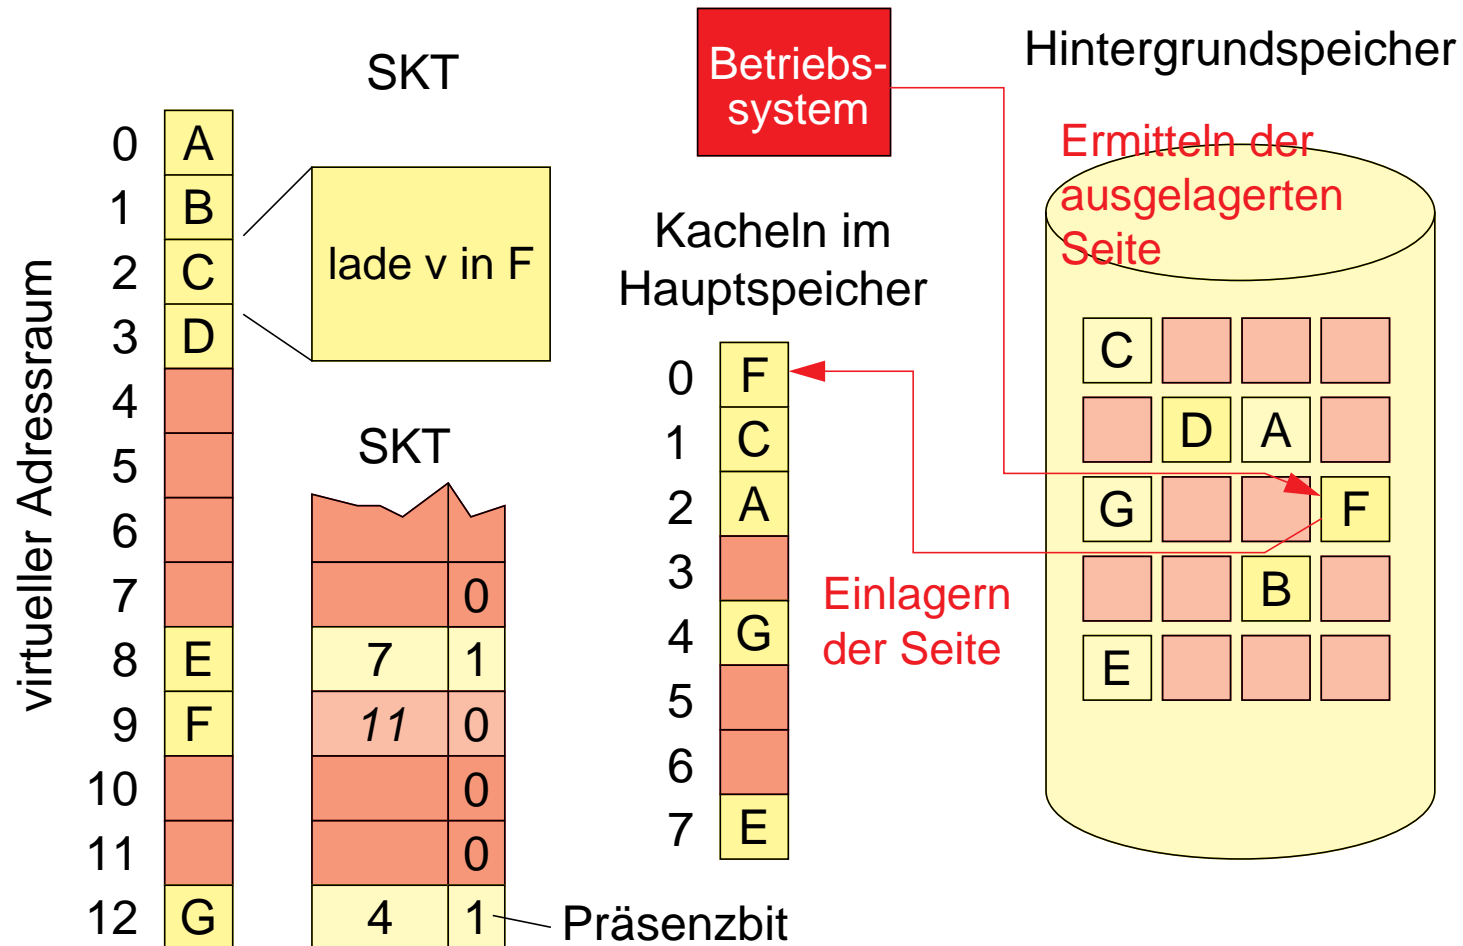 SKT
Betriebs-
system
Hintergrundspeicher
virtueller Adressraum
0 A
1 B
2 C
3 D
4
5
6
7
8 E
9 F
10
11
12 G
lade v in F
SKT
0
7 1
11 0
0
0
4 1
Präsenzbit
Kacheln im
Hauptspeicher
0 F
1 C
2 A
3
4 G
5
6
7 E
Einlagern
der Seite
Ermitteln der
ausgelagerten
Seite
C
D A
G F
B
E